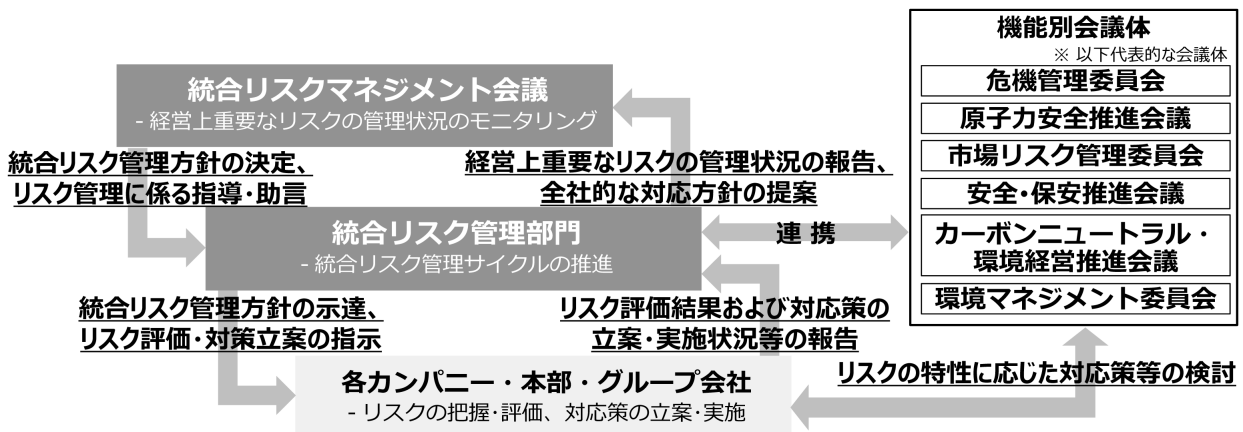 機能別会議体
※ 以下代表的な会議体
危機管理委員会
原子力安全推進会議
市場リスク管理委員会
安全・保安推進会議
カーボンニュートラル・
環境経営推進会議
環境マネジメント委員会
統合リスクマネジメント会議
- 経営上重要なリスクの管理状況のモニタリング
統合リスク管理方針の決定、
リスク管理に係る指導・助言
経営上重要なリスクの管理状況の報告、
全社的な対応方針の提案
統合リスク管理部門
- 統合リスク管理サイクルの推進
連 携
統合リスク管理方針の示達、
リスク評価・対策立案の指示
リスク評価結果および対応策の
立案・実施状況等の報告
各カンパニー・本部・グループ会社
- リスクの把握・評価、対応策の立案・実施
リスクの特性に応じた対応策等の検討